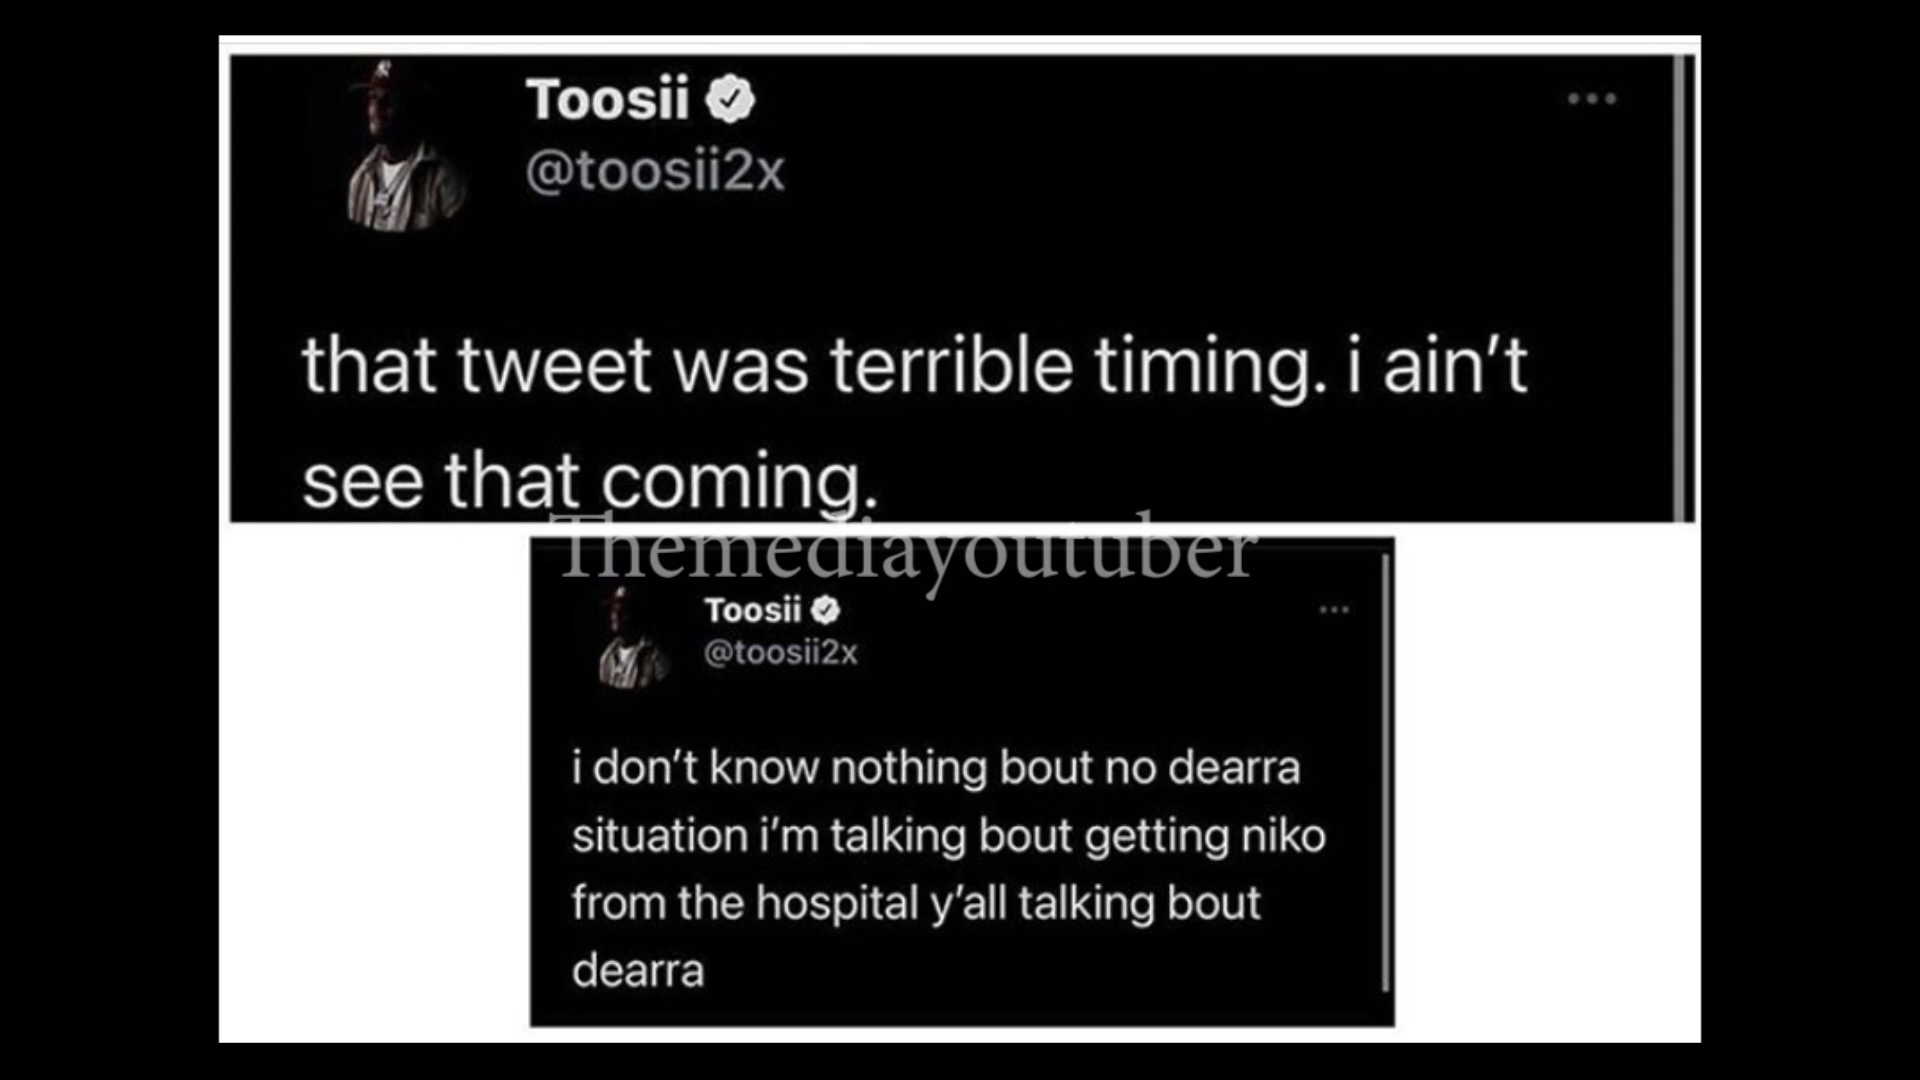 Toosii
@toosii2x
that tweet was terrible timing. i ain’t
see that coming.
Themediayoutuber
Toosii
@toosii2x
i don’t know nothing bout no dearra
situation i’m talking bout getting niko
from the hospital y’all talking bout
dearra